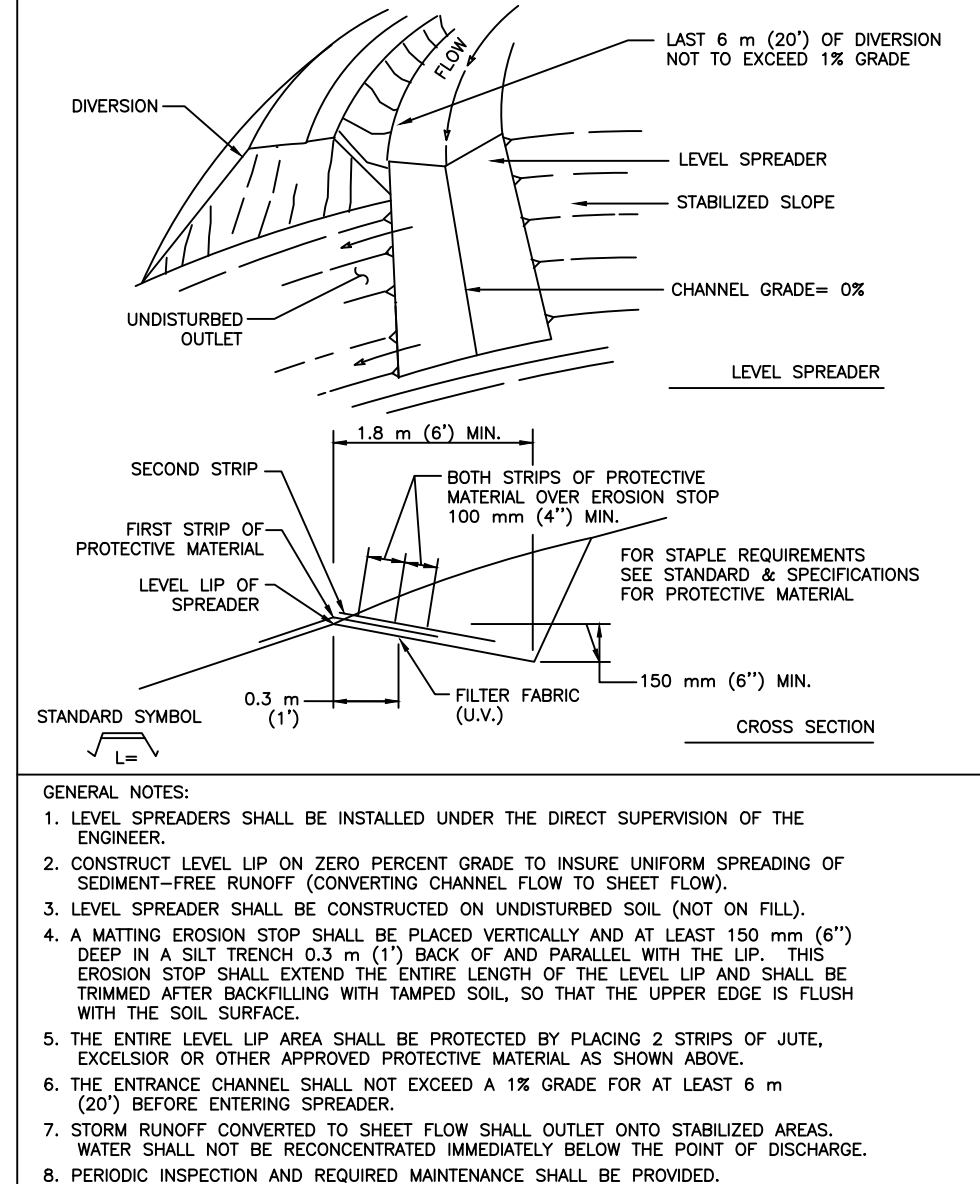 FLOW
LAST 6 m (20') OF DIVERSION
NOT TO EXCEED 1% GRADE
DIVERSION
LEVEL SPREADER
STABILIZED SLOPE
CHANNEL GRADE= 0%
UNDISTURBED
OUTLET
LEVEL SPREADER
1.8 m (6') MIN.
SECOND STRIP
BOTH STRIPS OF PROTECTIVE
MATERIAL OVER EROSION STOP
100 mm (4") MIN.
FIRST STRIP OF
PROTECTIVE MATERIAL
LEVEL LIP OF
SPREADER
FOR STAPLE REQUIREMENTS
SEE STANDARD & SPECIFICATIONS
FOR PROTECTIVE MATERIAL
150 mm (6") MIN.
0.3 m
(1')
FILTER FABRIC
(U.V.)
STANDARD SYMBOL
L=
CROSS SECTION
GENERAL NOTES:
1. LEVEL SPREADERS SHALL BE INSTALLED UNDER THE DIRECT SUPERVISION OF THE
ENGINEER.
2. CONSTRUCT LEVEL LIP ON ZERO PERCENT GRADE TO INSURE UNIFORM SPREADING OF
SEDIMENT-FREE RUNOFF (CONVERTING CHANNEL FLOW TO SHEET FLOW).
3. LEVEL SPREADER SHALL BE CONSTRUCTED ON UNDISTURBED SOIL (NOT ON FILL).
4. A MATTING EROSION STOP SHALL BE PLACED VERTICALLY AND AT LEAST 150 mm (6")
DEEP IN A SILT TRENCH 0.3 m (1') BACK OF AND PARALLEL WITH THE LIP. THIS
EROSION STOP SHALL EXTEND THE ENTIRE LENGTH OF THE LEVEL LIP AND SHALL BE
TRIMMED AFTER BACKFILLING WITH TAMPED SOIL, SO THAT THE UPPER EDGE IS FLUSH
WITH THE SOIL SURFACE.
5. THE ENTIRE LEVEL LIP AREA SHALL BE PROTECTED BY PLACING 2 STRIPS OF JUTE,
EXCELSIOR OR OTHER APPROVED PROTECTIVE MATERIAL AS SHOWN ABOVE.
6. THE ENTRANCE CHANNEL SHALL NOT EXCEED A 1% GRADE FOR AT LEAST 6 m
(20') BEFORE ENTERING SPREADER.
7. STORM RUNOFF CONVERTED TO SHEET FLOW SHALL OUTLET ONTO STABILIZED AREAS.
WATER SHALL NOT BE RECONCENTRATED IMMEDIATELY BELOW THE POINT OF DISCHARGE.
8. PERIODIC INSPECTION AND REQUIRED MAINTENANCE SHALL BE PROVIDED.